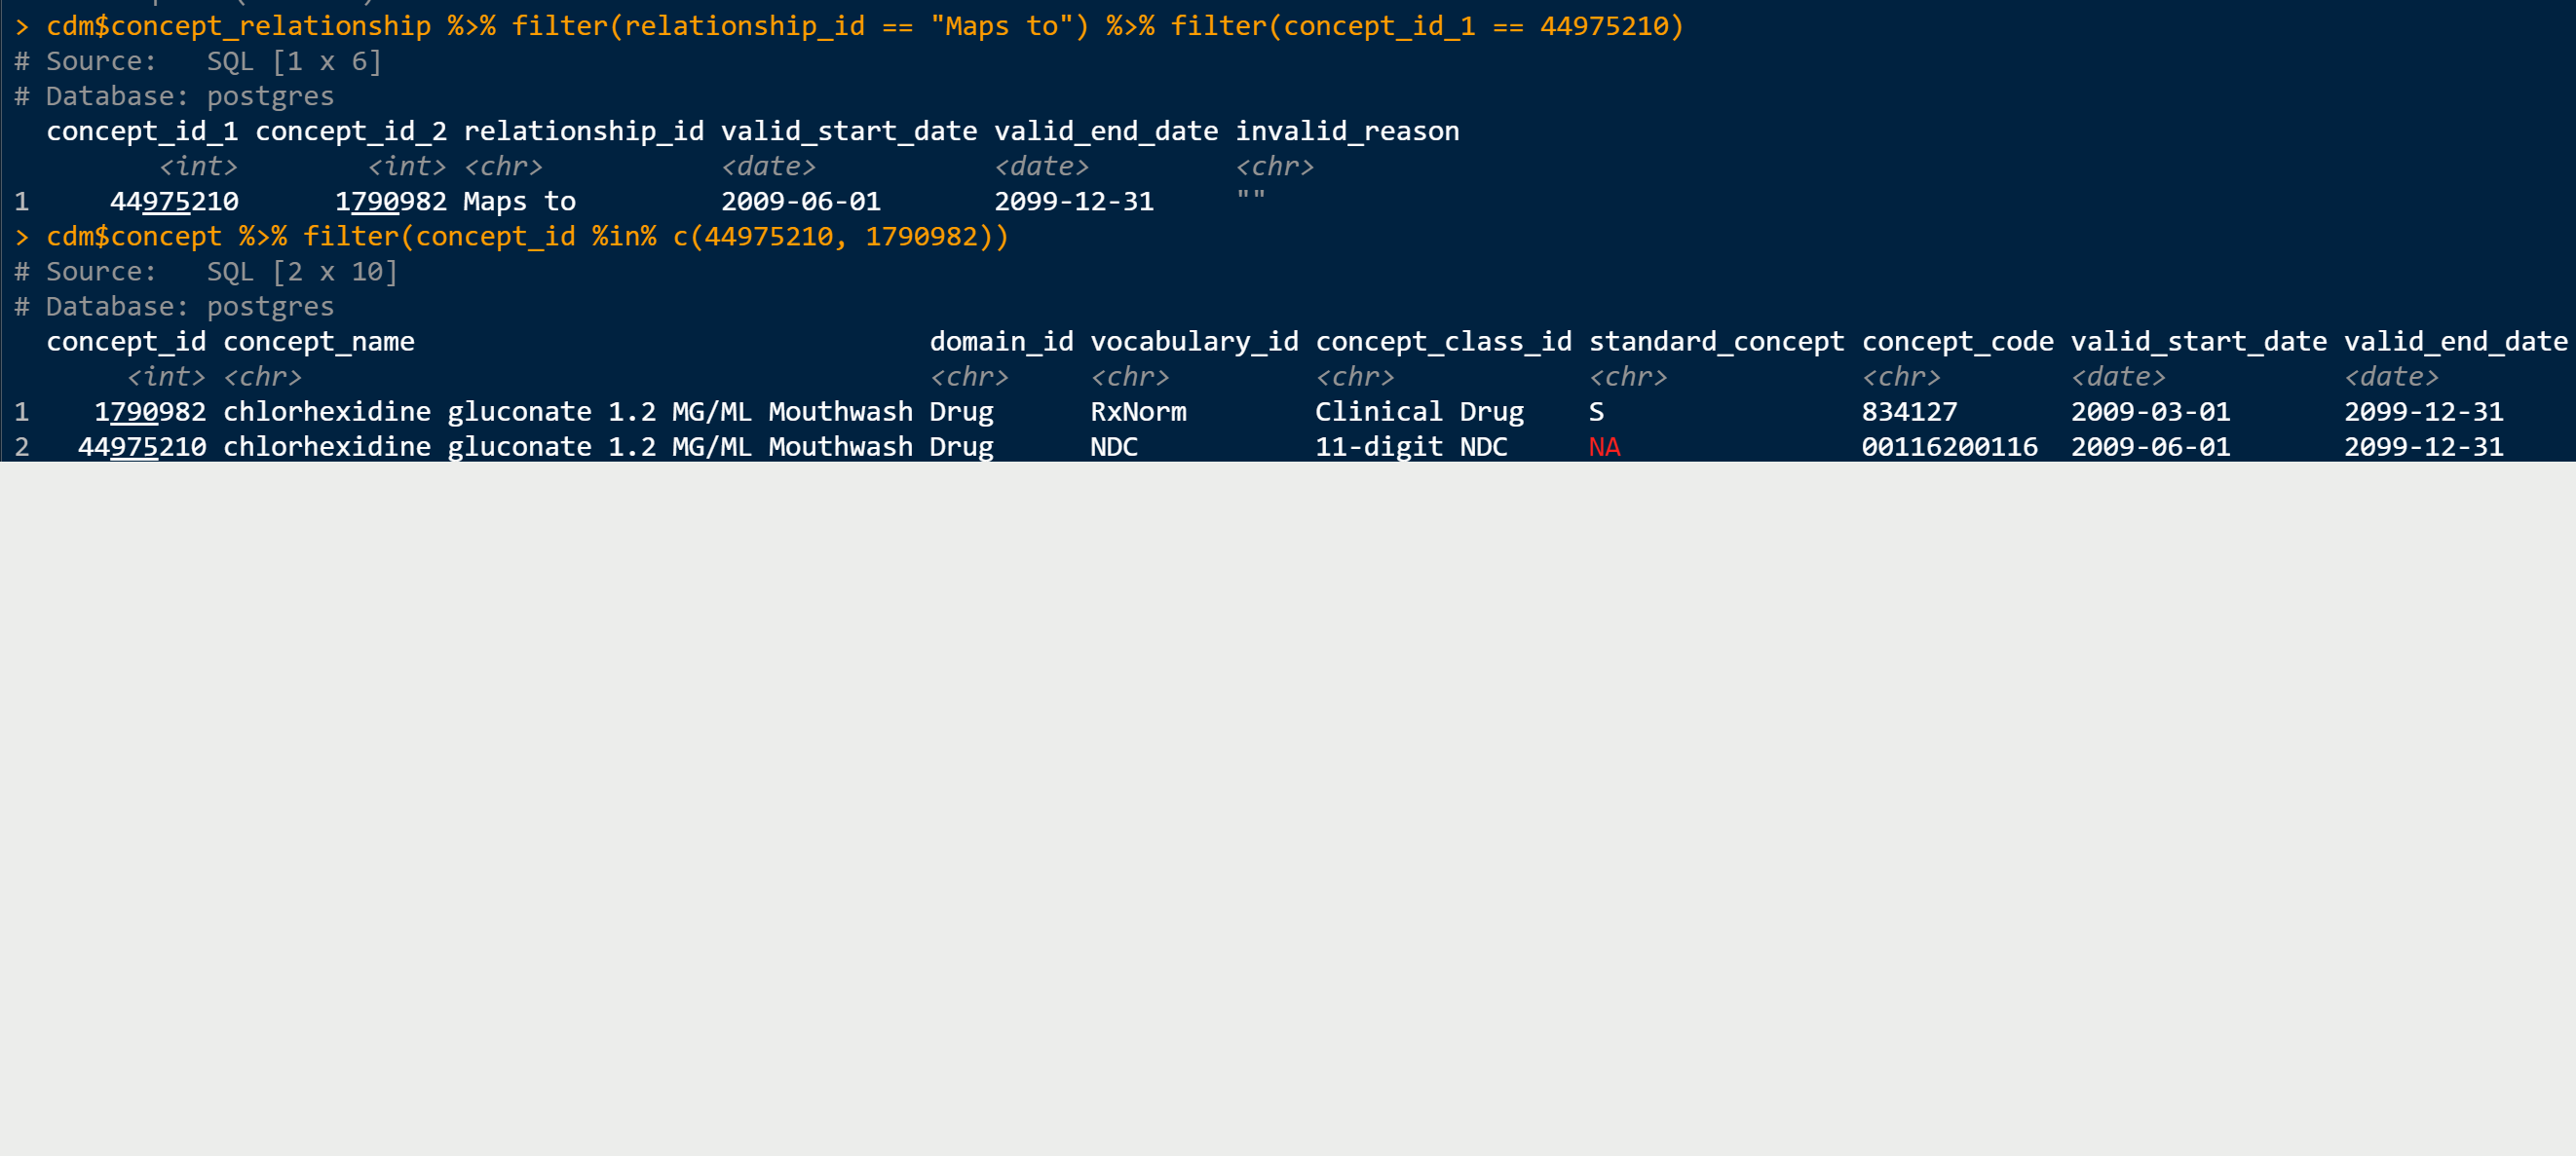 > cdm$concept_relationship %>% filter(relationship_id == "Maps to") %>% filter(concept_id_1 == 44975210)
# Source:   SQL [1 x 6]
# Database: postgres
  concept_id_1 concept_id_2 relationship_id valid_start_date valid_end_date invalid_reason
         <int>        <int> <chr>           <date>           <date>         <chr>
1     44975210      1790982 Maps to         2009-06-01       2099-12-31     ""
> cdm$concept %>% filter(concept_id %in% c(44975210, 1790982))
# Source:   SQL [2 x 10]
# Database: postgres
  concept_id concept_name                                domain_id vocabulary_id concept_class_id standard_concept concept_code valid_start_date valid_end_date
       <int> <chr>                                       <chr>     <chr>         <chr>            <chr>            <chr>        <date>           <date>
1    1790982 chlorhexidine gluconate 1.2 MG/ML Mouthwash Drug      RxNorm        Clinical Drug    S                834127       2009-03-01       2099-12-31
2   44975210 chlorhexidine gluconate 1.2 MG/ML Mouthwash Drug      NDC           11-digit NDC     NA               00116200116  2009-06-01       2099-12-31